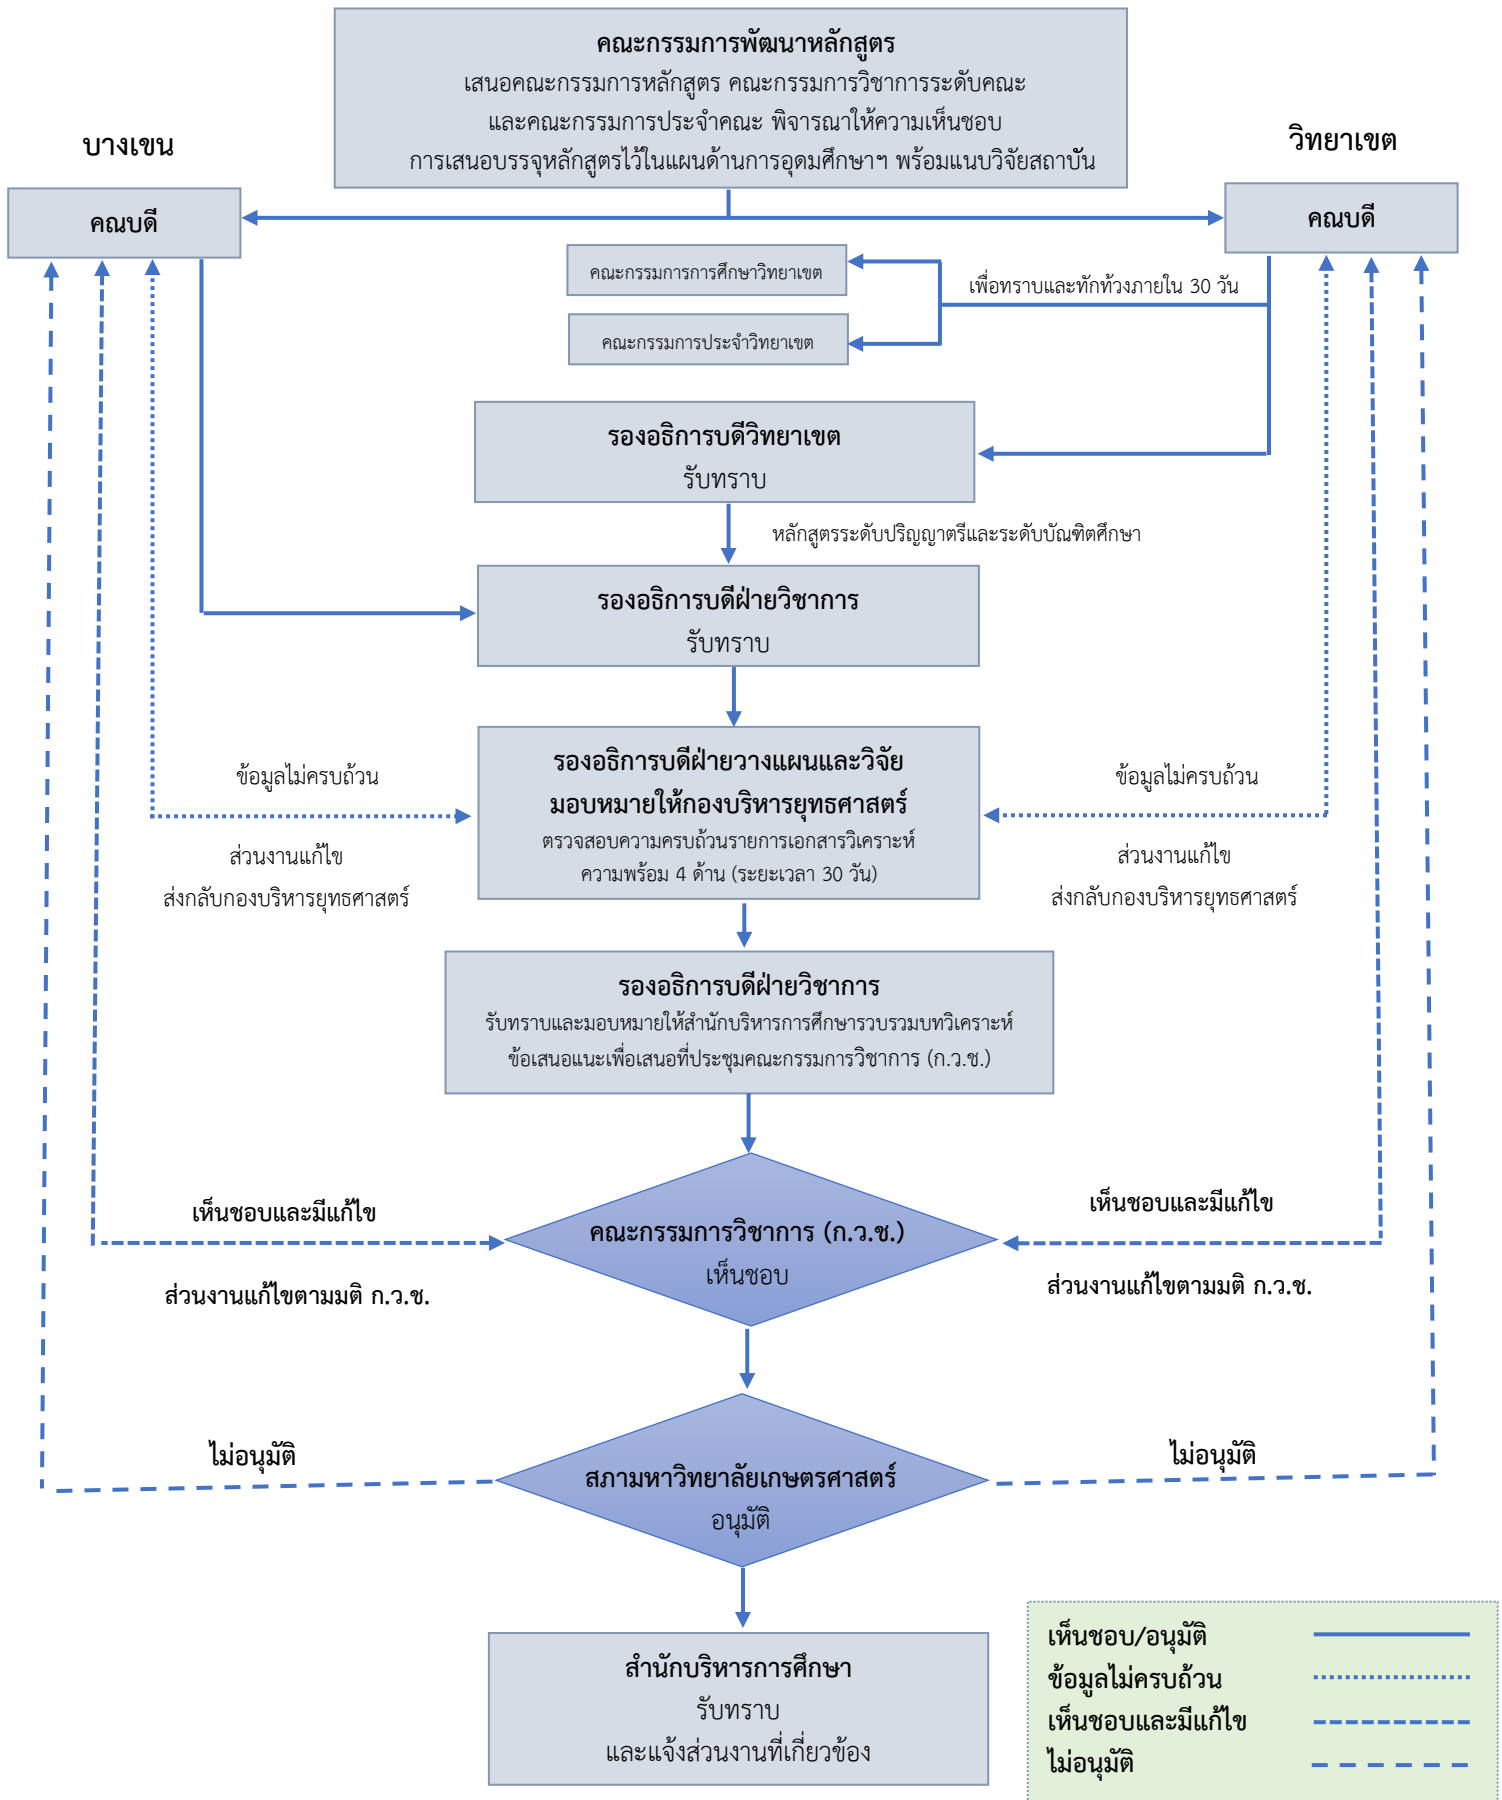 คณะกรรมการพัฒนาหลักสูตร
เสนอคณะกรรมการหลักสูตร คณะกรรมการวิชาการระดับคณะ
และคณะกรรมการประจำคณะ พิจารณาให้ความเห็นชอบ
การเสนอบรรจุหลักสูตรไว้ในแผนด้านการอุดมศึกษาฯ พร้อมแนบวิจัยสถาบัน
บางเขน
วิทยาเขต
คณบดี
คณบดี
คณะกรรมการการศึกษาวิทยาเขต
เพื่อทราบและทักท้วงภายใน 30 วัน
คณะกรรมการประจำวิทยาเขต
รองอธิการบดีวิทยาเขต
รับทราบ
หลักสูตรระดับปริญญาตรีและระดับบัณฑิตศึกษา
รองอธิการบดีฝ่ายวิชาการ
รับทราบ
รองอธิการบดีฝ่ายวางแผนและวิจัย
มอบหมายให้กองบริหารยุทธศาสตร์
ตรวจสอบความครบถ้วนรายการเอกสารวิเคราะห์
ความพร้อม 4 ด้าน (ระยะเวลา 30 วัน)
ข้อมูลไม่ครบถ้วน
ส่วนงานแก้ไข
ส่งกลับกองบริหารยุทธศาสตร์
ข้อมูลไม่ครบถ้วน
ส่วนงานแก้ไข
ส่งกลับกองบริหารยุทธศาสตร์
รองอธิการบดีฝ่ายวิชาการ
รับทราบและมอบหมายให้สำนักบริหารการศึกษารวบรวมบทวิเคราะห์
ข้อเสนอแนะเพื่อเสนอที่ประชุมคณะกรรมการวิชาการ (ก.ว.ช.)
เห็นชอบและมีแก้ไข
ส่วนงานแก้ไขตามมติ ก.ว.ช.
คณะกรรมการวิชาการ (ก.ว.ช.)
เห็นชอบ
เห็นชอบและมีแก้ไข
ส่วนงานแก้ไขตามมติ ก.ว.ช.
ไม่อนุมัติ
สภามหาวิทยาลัยเกษตรศาสตร์
อนุมัติ
ไม่อนุมัติ
สำนักบริหารการศึกษา
รับทราบ
และแจ้งส่วนงานที่เกี่ยวข้อง
เห็นชอบ/อนุมัติ
ข้อมูลไม่ครบถ้วน
เห็นชอบและมีแก้ไข
ไม่อนุมัติ